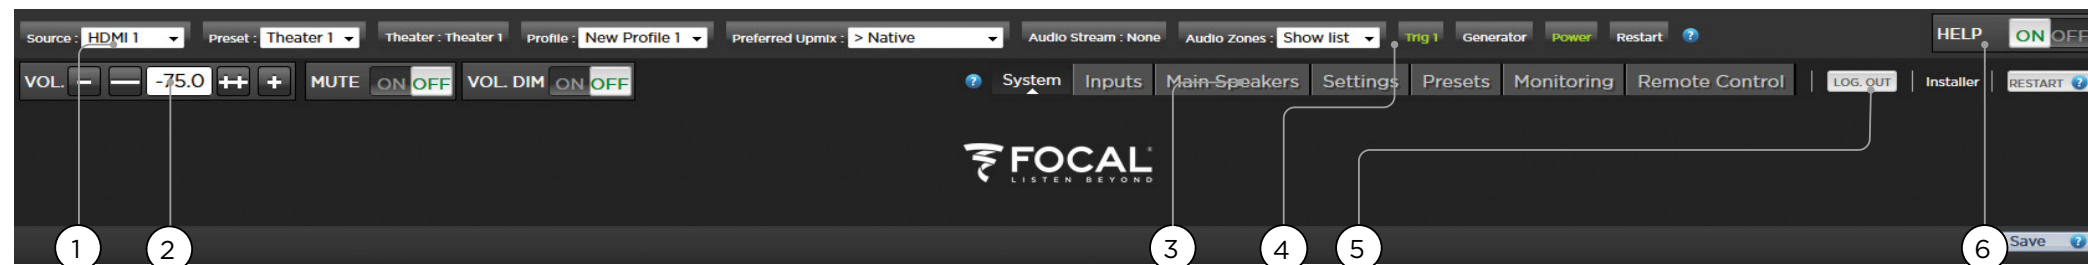 Source : HDMI 1 Preset : Theater 1 Theater : Theater 1 Profile : New Profile 1 Preferred Upmix : > Native Audio Stream : None Audio Zones : Show list Trig 1 Generator Power Restart ? HELP ON OFF
VOL. - — -75.0 ++ + MUTE ON OFF VOL. DIM ON OFF ? System Inputs Main Speakers Settings Presets Monitoring Remote Control LOG. OUT Installer RESTART ?
FOCAL
LISTEN BEYOND
1 2 3 4 5 6 Save ?